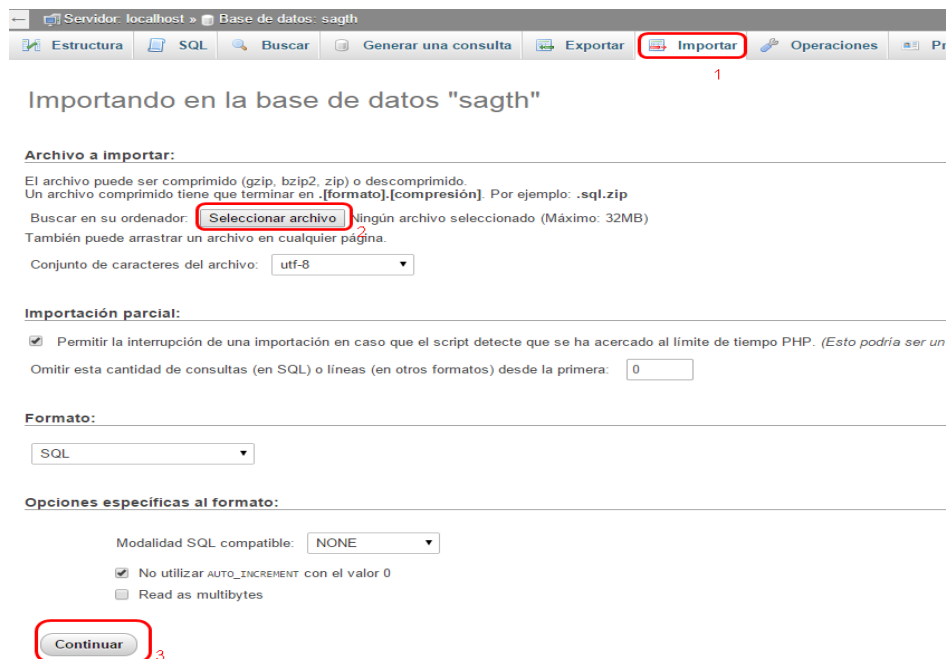 Servidor: localhost » Base de datos: sagth
Estructura SQL Buscar Generar una consulta Exportar Importar Operaciones Pr
1
Importando en la base de datos "sagth"
Archivo a importar:
El archivo puede ser comprimido (gzip, bzip2, zip) o descomprimido.
Un archivo comprimido tiene que terminar en .[formato].[compresión]. Por ejemplo: .sql.zip
Buscar en su ordenador: Seleccionar archivo Ningún archivo seleccionado (Máximo: 32MB)
2
También puede arrastrar un archivo en cualquier página.
Conjunto de caracteres del archivo: utf-8
Importación parcial:
Permitir la interrupción de una importación en caso que el script detecte que se ha acercado al límite de tiempo PHP. (Esto podría ser un
Omitir esta cantidad de consultas (en SQL) o líneas (en otros formatos) desde la primera: 0
Formato:
SQL
Opciones específicas al formato:
Modalidad SQL compatible: NONE
No utilizar AUTO_INCREMENT con el valor 0
Read as multibytes
Continuar
3